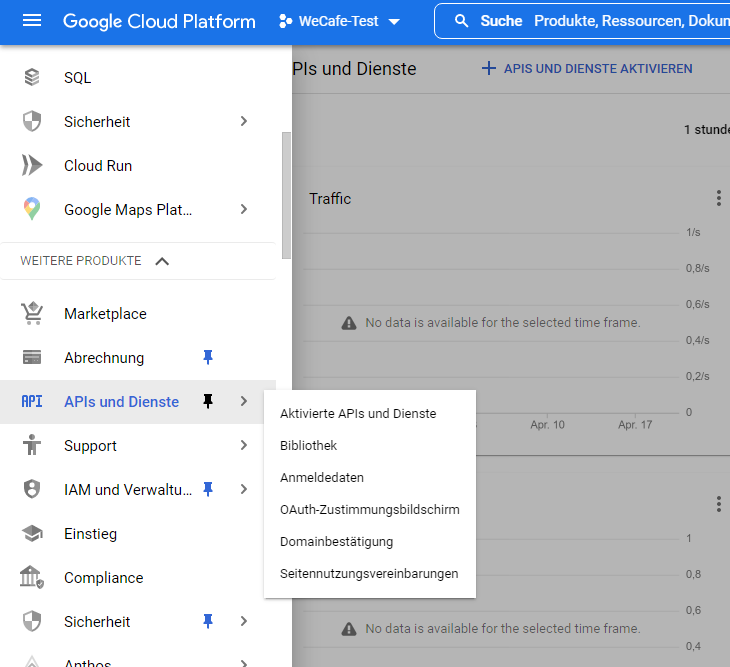 Google Cloud Platform
WeCafe-Test
Suche Produkte, Ressourcen, Dokun
SQL
Sicherheit
Cloud Run
Google Maps Plat...
WEITERE PRODUKTE
Marketplace
Abrechnung
API APIs und Dienste
Support
IAM und Verwaltu...
Einstieg
Compliance
Sicherheit
Anthos
Aktivierte APIs und Dienste
Bibliothek
Anmeldedaten
OAuth-Zustimmungsbildschirm
Domainbestätigung
Seitennutzungsvereinbarungen
PIs und Dienste
APIS UND DIENSTE AKTIVIEREN
1 stunde
Traffic
1/s
0,8/s
0,6/s
No data is available for the selected time frame.
0,4/s
0,2/s
0
Apr. 10
Apr. 17
1
0,8
0,6
No data is available for the selected time frame.
0,4